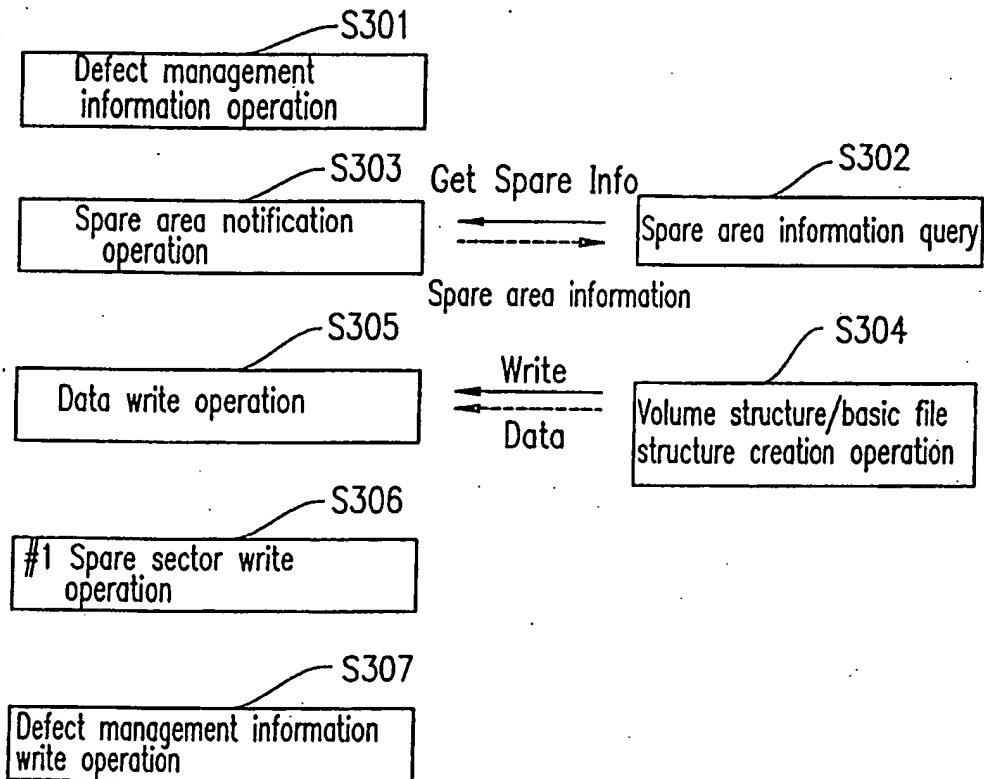 S301
Defect management
information operation
S303
Spare area notification
operation
Get Spare Info
Spare area information
S302
Spare area information query
S305
Data write operation
Write
Data
S304
Volume structure/basic file
structure creation operation
S306
#1 Spare sector write
operation
S307
Defect management information
write operation